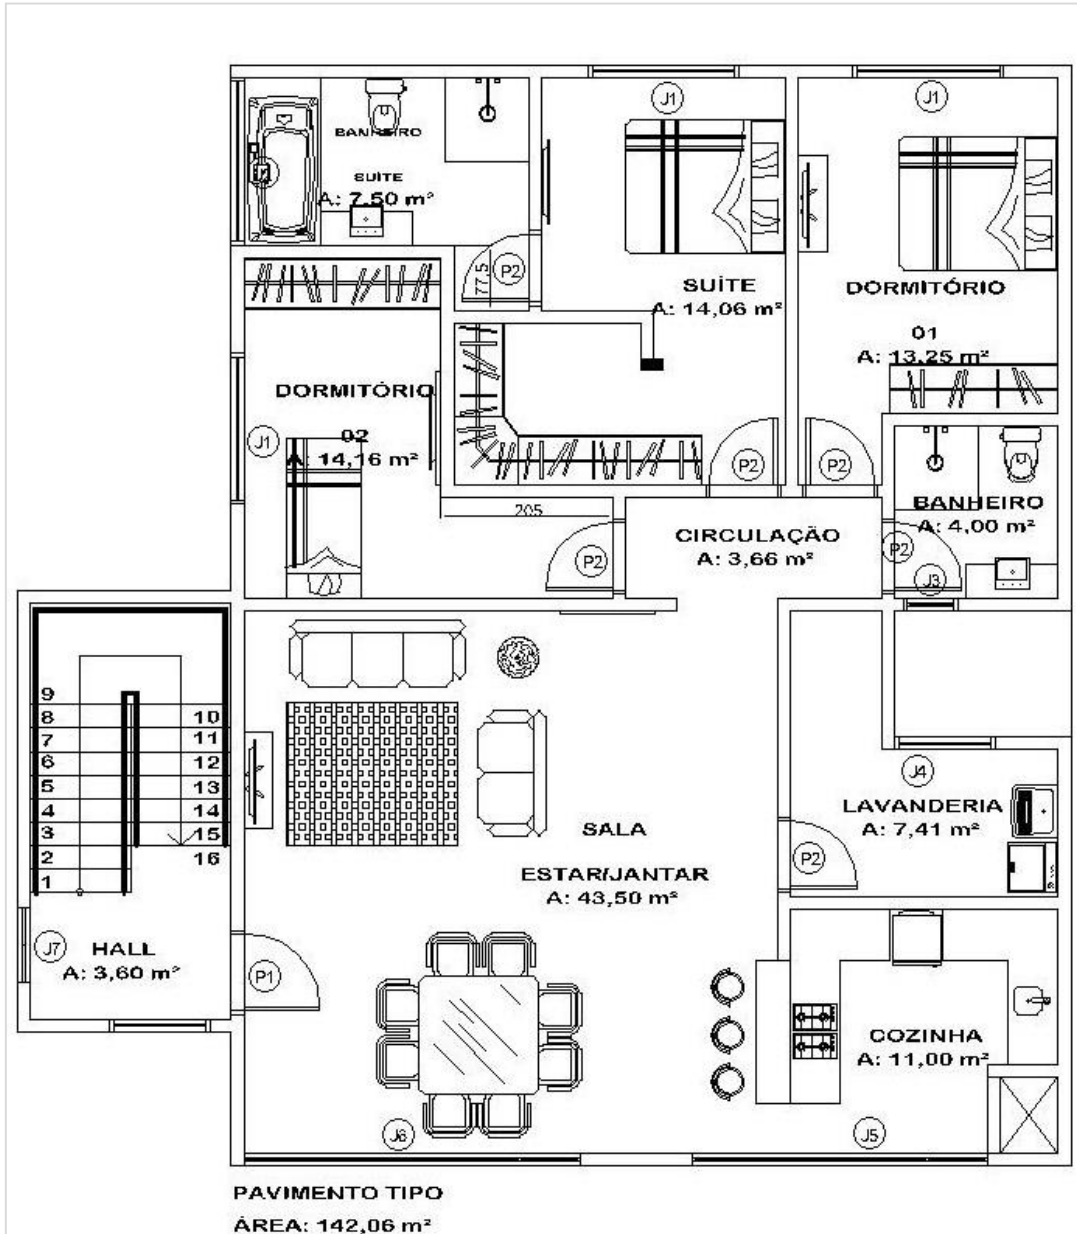 J1
J1
BANHEIRO
SUÍTE
A: 7,50 m²
P2
77,5
SUÍTE
A: 14,06 m²
DORMITÓRIO
01
A: 13,25 m²
DORMITÓRIO
02
A: 14,16 m²
J1
P2
P2
BANHEIRO
A: 4,00 m²
205
CIRCULAÇÃO
A: 3,66 m²
P2
P2
J3
9
8
7
6
5
4
3
2
1
10
11
12
13
14
15
16
J4
LAVANDERIA
A: 7,41 m²
SALA
ESTAR/JANTAR
A: 43,50 m²
P2
J7
HALL
A: 3,60 m²
P1
COZINHA
A: 11,00 m²
J6
J5
PAVIMENTO TIPO
ÁREA: 142,06 m²